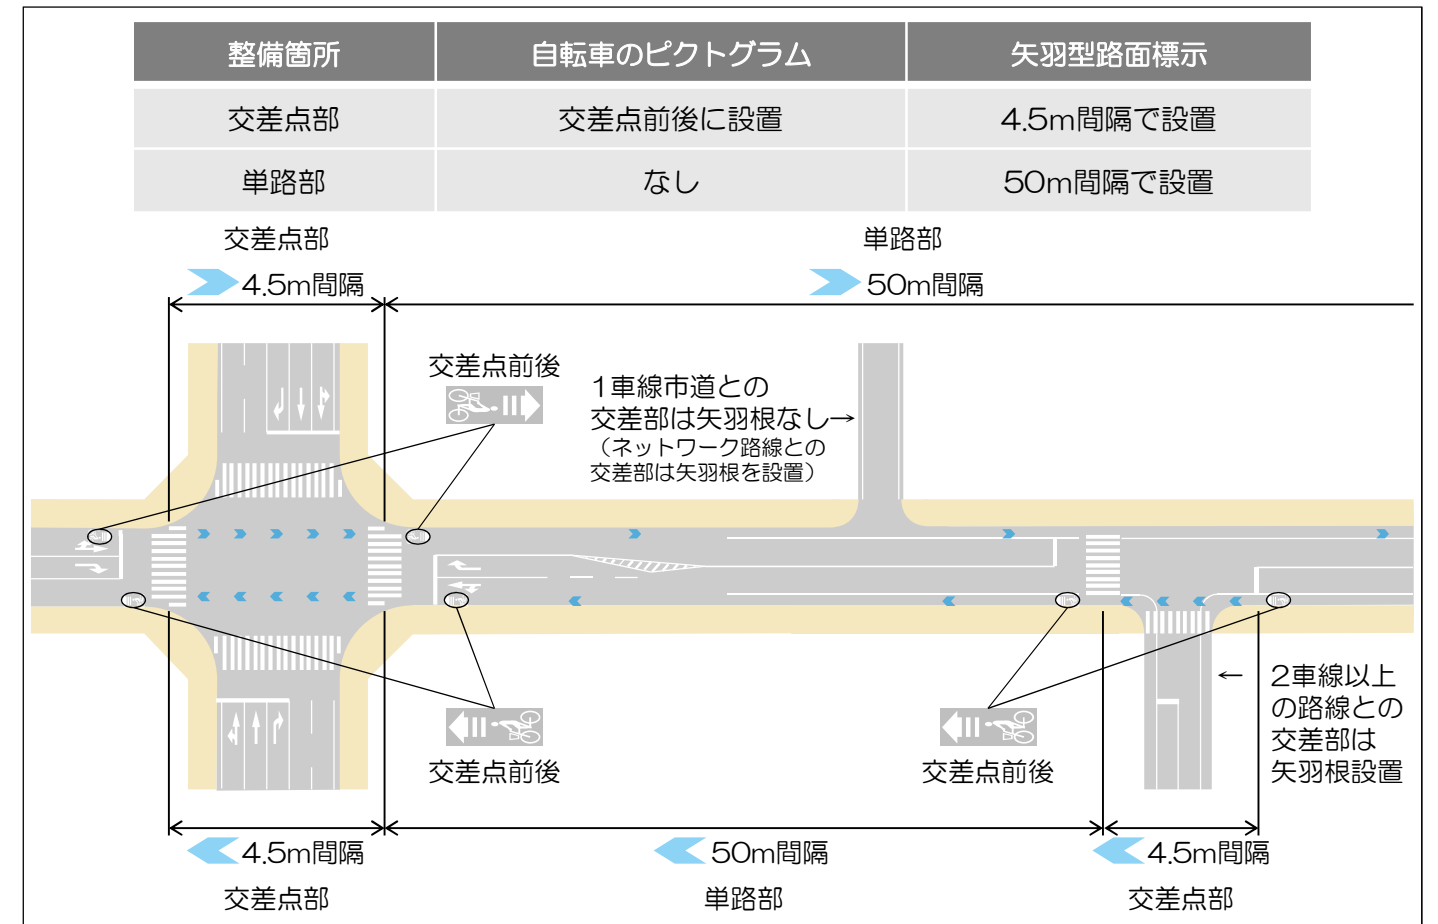 整備箇所 自転車のピクトグラム 矢羽型路面標示
交差点部 交差点前後に設置 4.5m間隔で設置
単路部 なし 50m間隔で設置
交差点部 単路部
4.5m間隔 50m間隔
交差点前後
1車線市道との
交差部は矢羽根なし→
(ネットワーク路線との
交差部は矢羽根を設置)
← 2車線以上
の路線との
交差部は
矢羽根設置
交差点前後 交差点前後
4.5m間隔 50m間隔 4.5m間隔
交差点部 単路部 交差点部